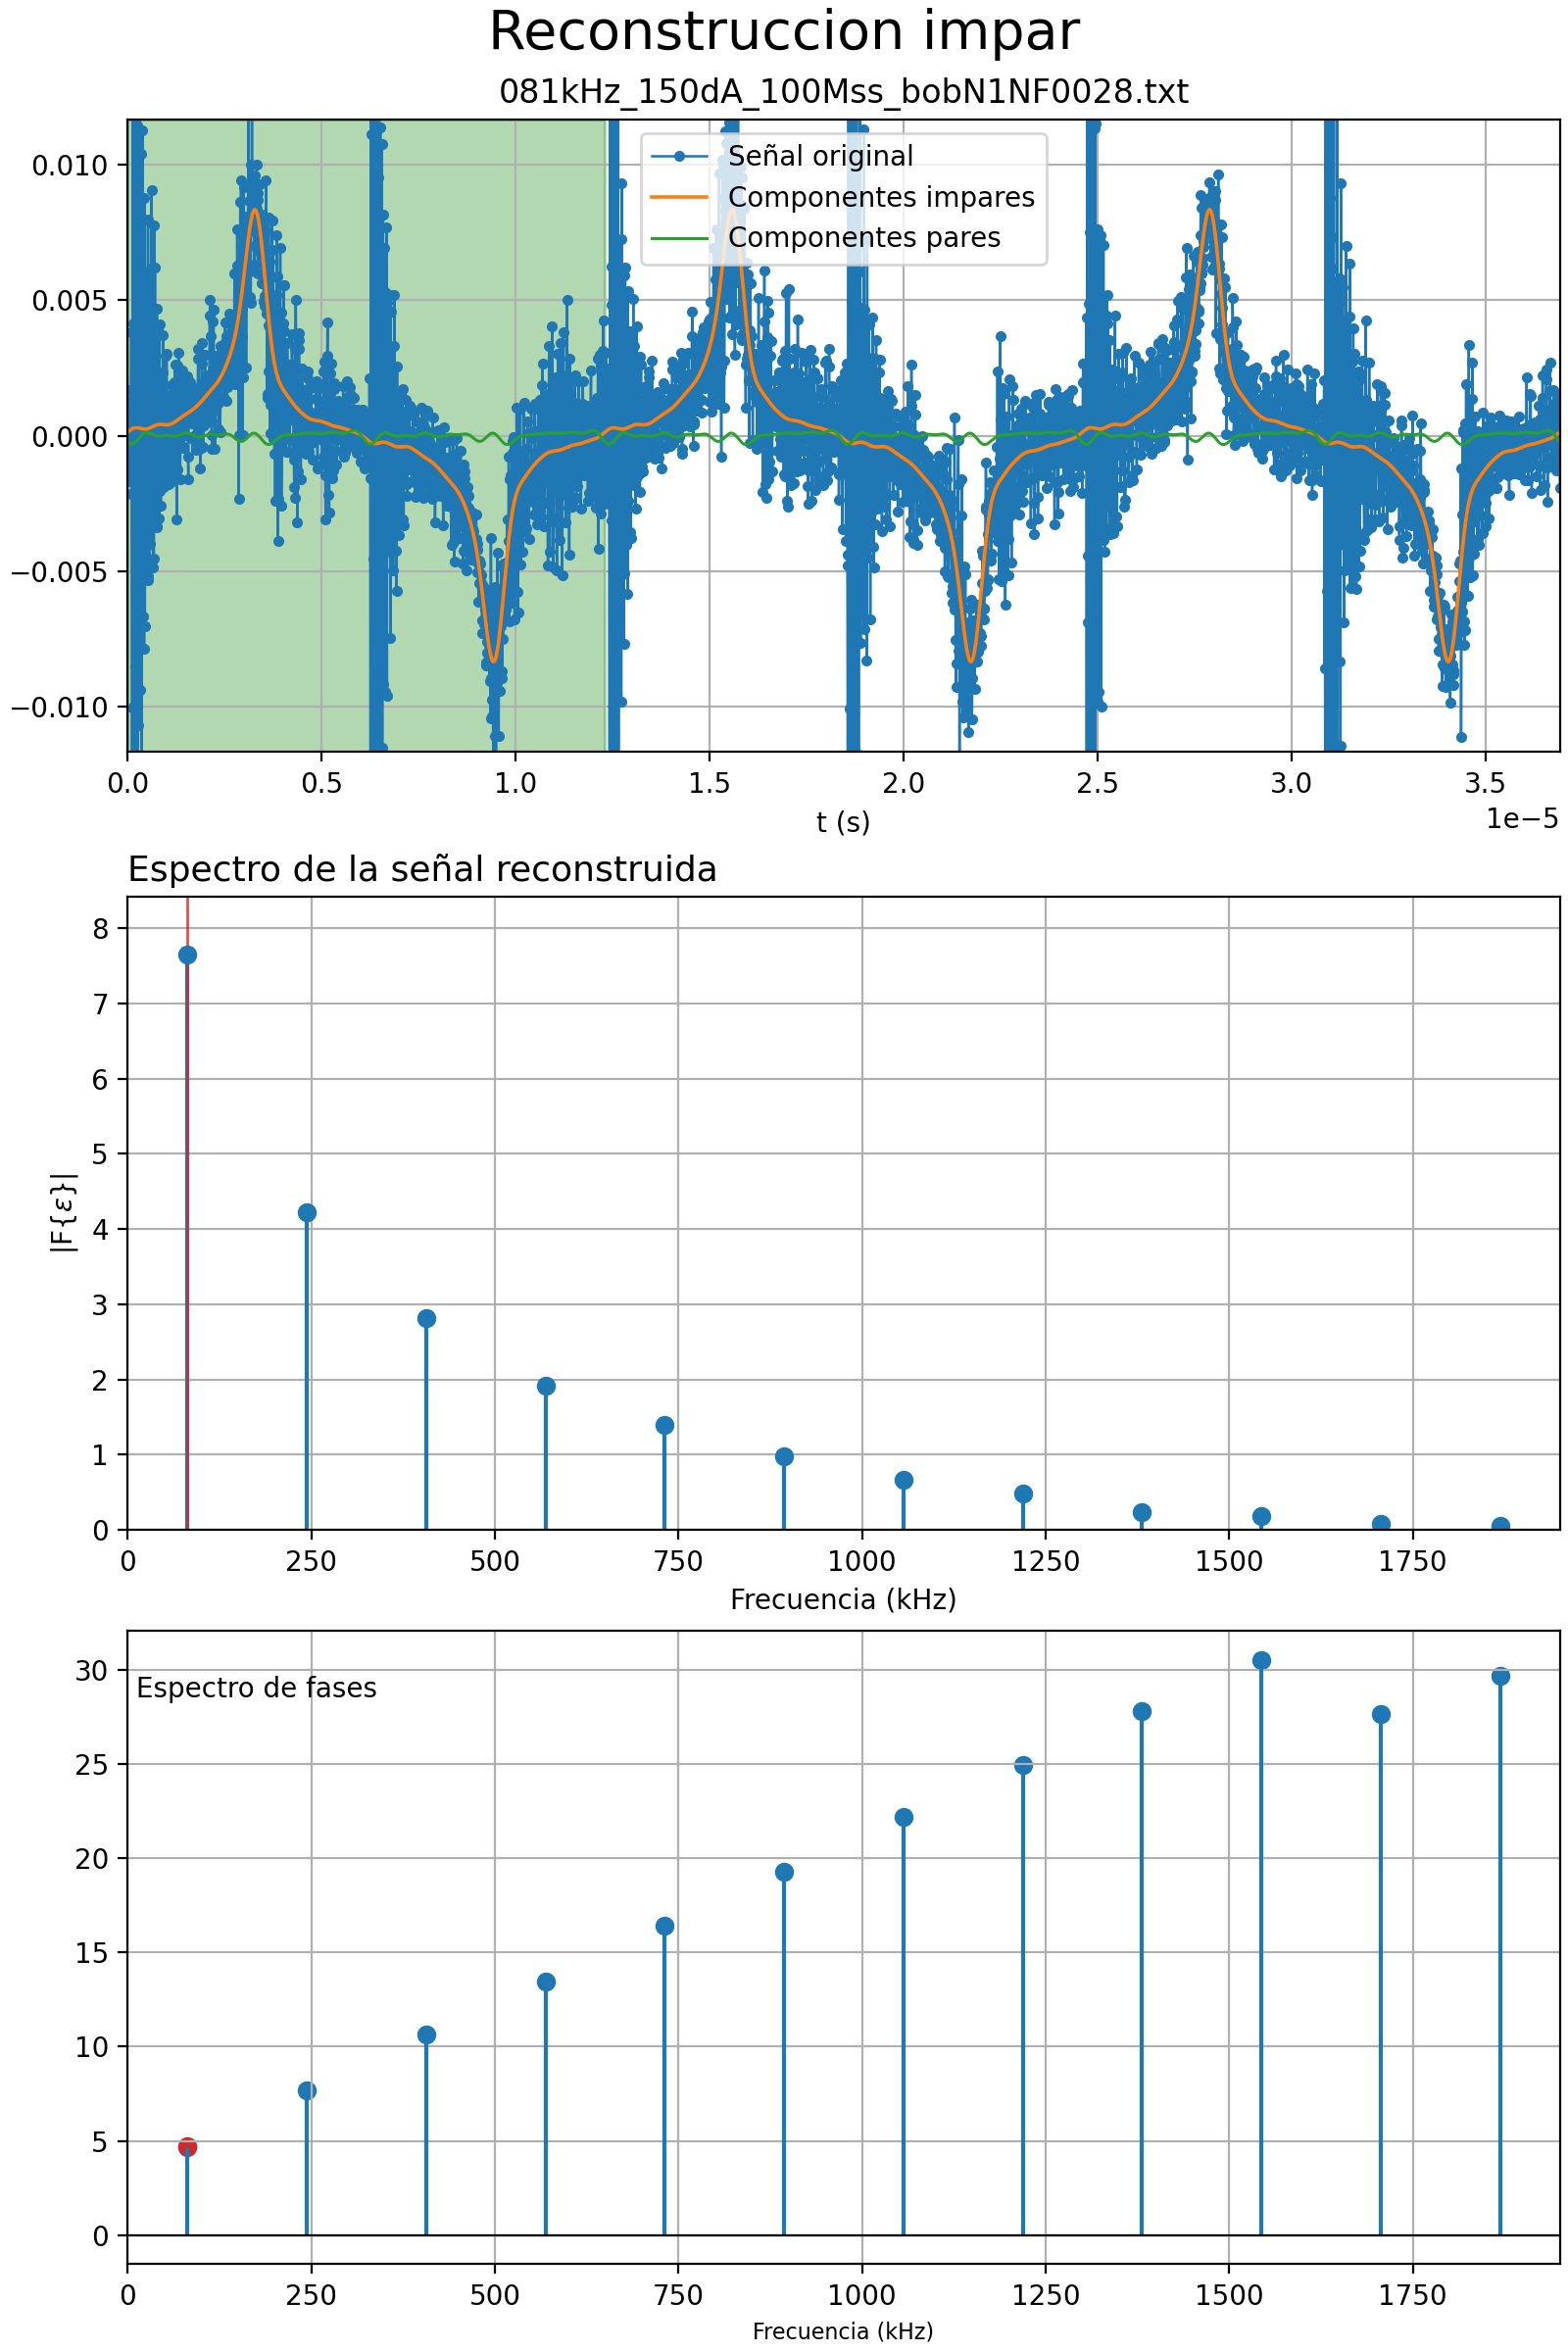 Reconstruccion impar
081kHz_150dA_100Mss_bobN1NF0028.txt
Señal original
Componentes impares
Componentes pares
0.010
0.005
0.000
−0.005
−0.010
0.0 0.5 1.0 1.5 2.0 2.5 3.0 3.5
1e−5
t (s)
Espectro de la señal reconstruida
8
7
6
5
4
3
2
1
0
|F{ε}|
0 250 500 750 1000 1250 1500 1750
Frecuencia (kHz)
Espectro de fases
30
25
20
15
10
5
0
0 250 500 750 1000 1250 1500 1750
Frecuencia (kHz)